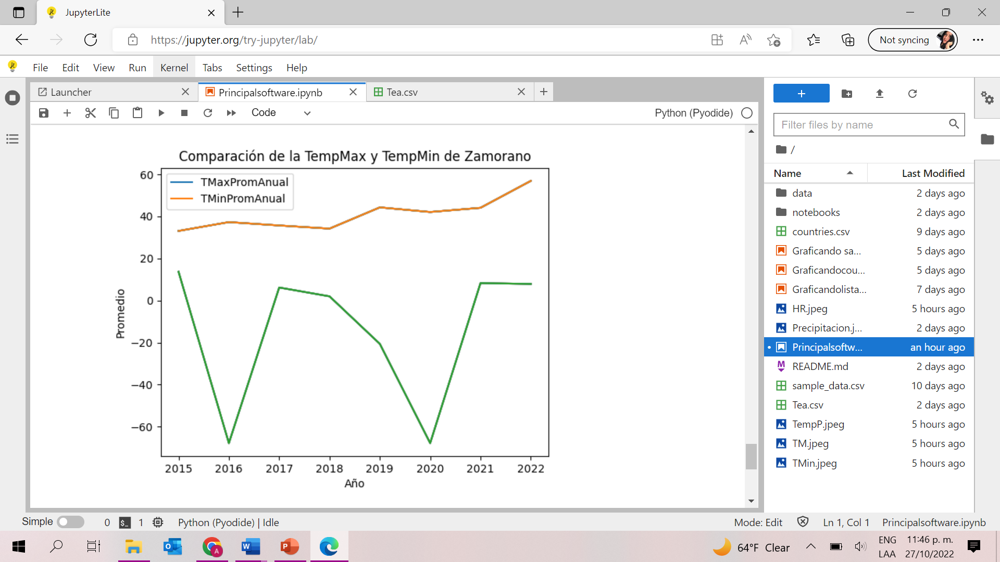 JupyterLite
https://jupyter.org/try-jupyter/lab/
Not syncing
File Edit View Run Kernel Tabs Settings Help
Launcher
Principalsoftware.ipynb
Tea.csv
Code
Python (Pyodide)
Comparación de la TempMax y TempMin de Zamorano
TMaxPromAnual
TMinPromAnual
60
40
20
0
−20
−40
−60
Promedio
2015 2016 2017 2018 2019 2020 2021 2022
Año
Filter files by name
/
Name Last Modified
data 2 days ago
notebooks 2 days ago
countries.csv 9 days ago
Graficando sa... 5 days ago
Graficandocou... 5 days ago
Graficandolista... 7 days ago
HR.jpeg 5 hours ago
Precipitacion.j... 2 days ago
Principalsoftw... an hour ago
README.md 2 days ago
sample_data.csv 10 days ago
Tea.csv 2 days ago
TempP.jpeg 5 hours ago
TM.jpeg 5 hours ago
TMin.jpeg 5 hours ago
Simple 0 1 Python (Pyodide) | Idle
Mode: Edit Ln 1, Col 1 Principalsoftware.ipynb
64°F Clear
ENG
LAA
11:46 p. m.
27/10/2022